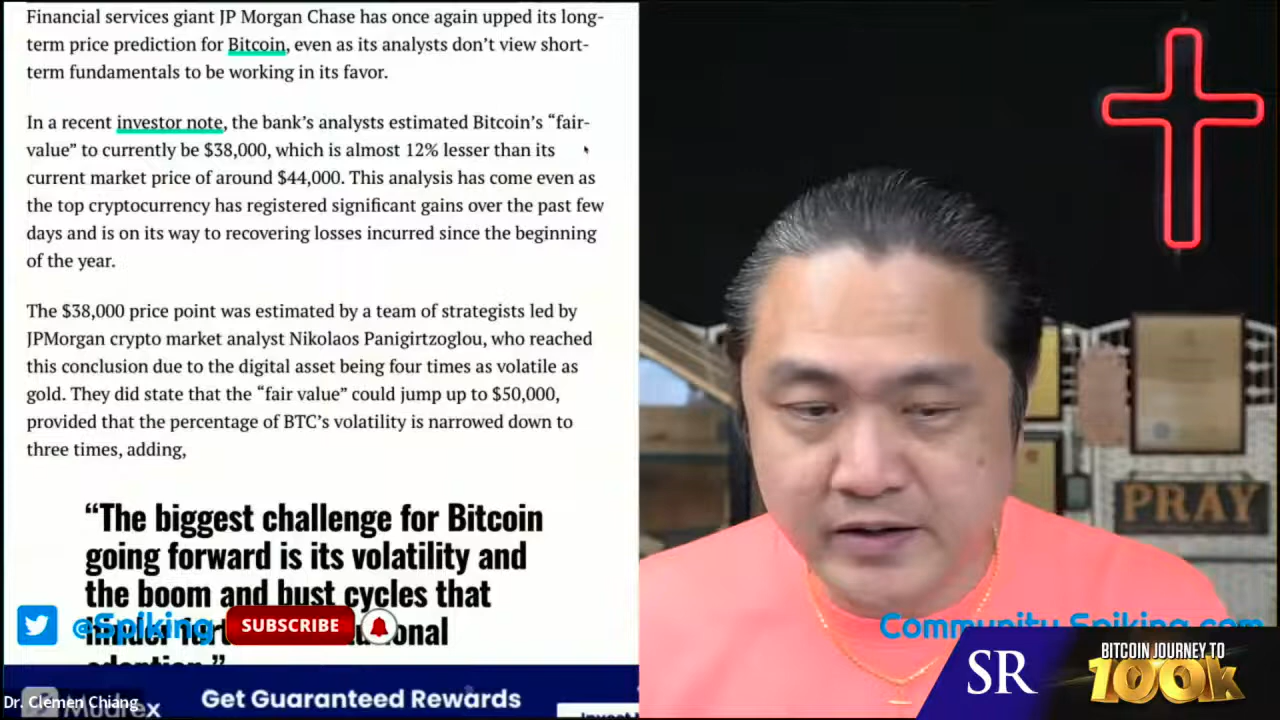 Financial services giant JP Morgan Chase has once again upped its long-
term price prediction for Bitcoin, even as its analysts don’t view short-
term fundamentals to be working in its favor.
In a recent investor note, the bank’s analysts estimated Bitcoin’s “fair-
value” to currently be $38,000, which is almost 12% lesser than its
current market price of around $44,000. This analysis has come even as
the top cryptocurrency has registered significant gains over the past few
days and is on its way to recovering losses incurred since the beginning
of the year.
The $38,000 price point was estimated by a team of strategists led by
JPMorgan crypto market analyst Nikolaos Panigirtzoglou, who reached
this conclusion due to the digital asset being four times as volatile as
gold. They did state that the “fair value” could jump up to $50,000,
provided that the percentage of BTC’s volatility is narrowed down to
three times, adding,
“The biggest challenge for Bitcoin
going forward is its volatility and
the boom and bust cycles that
@Spiking
SUBSCRIBE
Dr. Clemen Chiang
Mudrex
Get Guaranteed Rewards
PRAY
Community.Spiking.com
SR
BITCOIN JOURNEY TO
100k